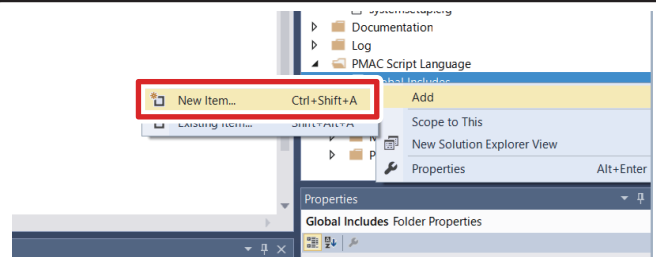 systemsetup.cfg
Documentation
Log
PMAC Script Language
Global Includes
New Item... Ctrl+Shift+A
Add
Existing Item... Shift+Alt+A
Scope to This
New Solution Explorer View
Properties Alt+Enter
Properties
Global Includes Folder Properties